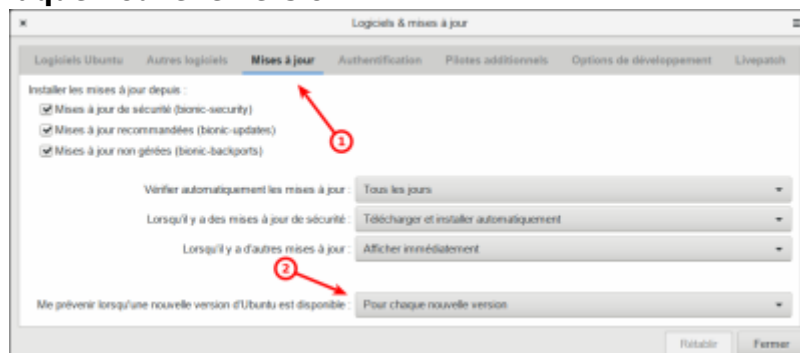 Logiciels & mises à jour
Logiciels Ubuntu Autres logiciels Mises à jour Authentification Pilotes additionnels Options de développement Livepatch
Installer les mises à jour depuis :
Mises à jour de sécurité (bionic-security)
Mises à jour recommandées (bionic-updates)
Mises à jour non gérées (bionic-backports)
1
Vérifier automatiquement les mises à jour : Tous les jours
Lorsqu'il y a des mises à jour de sécurité : Télécharger et installer automatiquement
Lorsqu'il y a d'autres mises à jour : Afficher immédiatement
2
Me prévenir lorsqu'une nouvelle version d'Ubuntu est disponible : Pour chaque nouvelle version
Rétablir Fermer